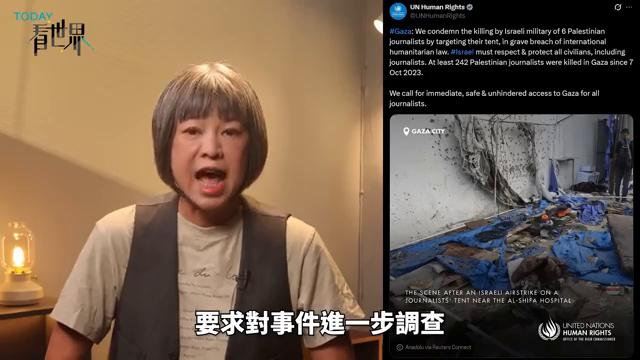 TODAY
看世界
UN Human Rights
@UNHumanRights
#Gaza: We condemn the killing by Israeli military of 6 Palestinian
journalists by targeting their tent, in grave breach of international
humanitarian law. #Israel must respect & protect all civilians, including
journalists. At least 242 Palestinian journalists were killed in Gaza since 7
Oct 2023.
We call for immediate, safe & unhindered access to Gaza for all
journalists.
GAZA CITY
THE SCENE AFTER AN ISRAELI AIRSTRIKE ON A
JOURNALISTS' TENT NEAR THE AL-SHIFA HOSPITAL
UNITED NATIONS
HUMAN RIGHTS
OFFICE OF THE HIGH COMMISSIONER
Anadolu via Reuters Connect
要求對事件進一步調查